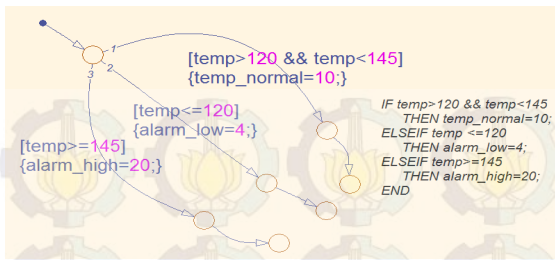 1
2
3
[temp>120 && temp<145]
{temp_normal=10;}
[temp<=120]
{alarm_low=4;}
[temp>=145]
{alarm_high=20;}
IF temp>120 && temp<145
THEN temp_normal=10;
ELSEIF temp <=120
THEN alarm_low=4;
ELSEIF temp>=145
THEN alarm_high=20;
END